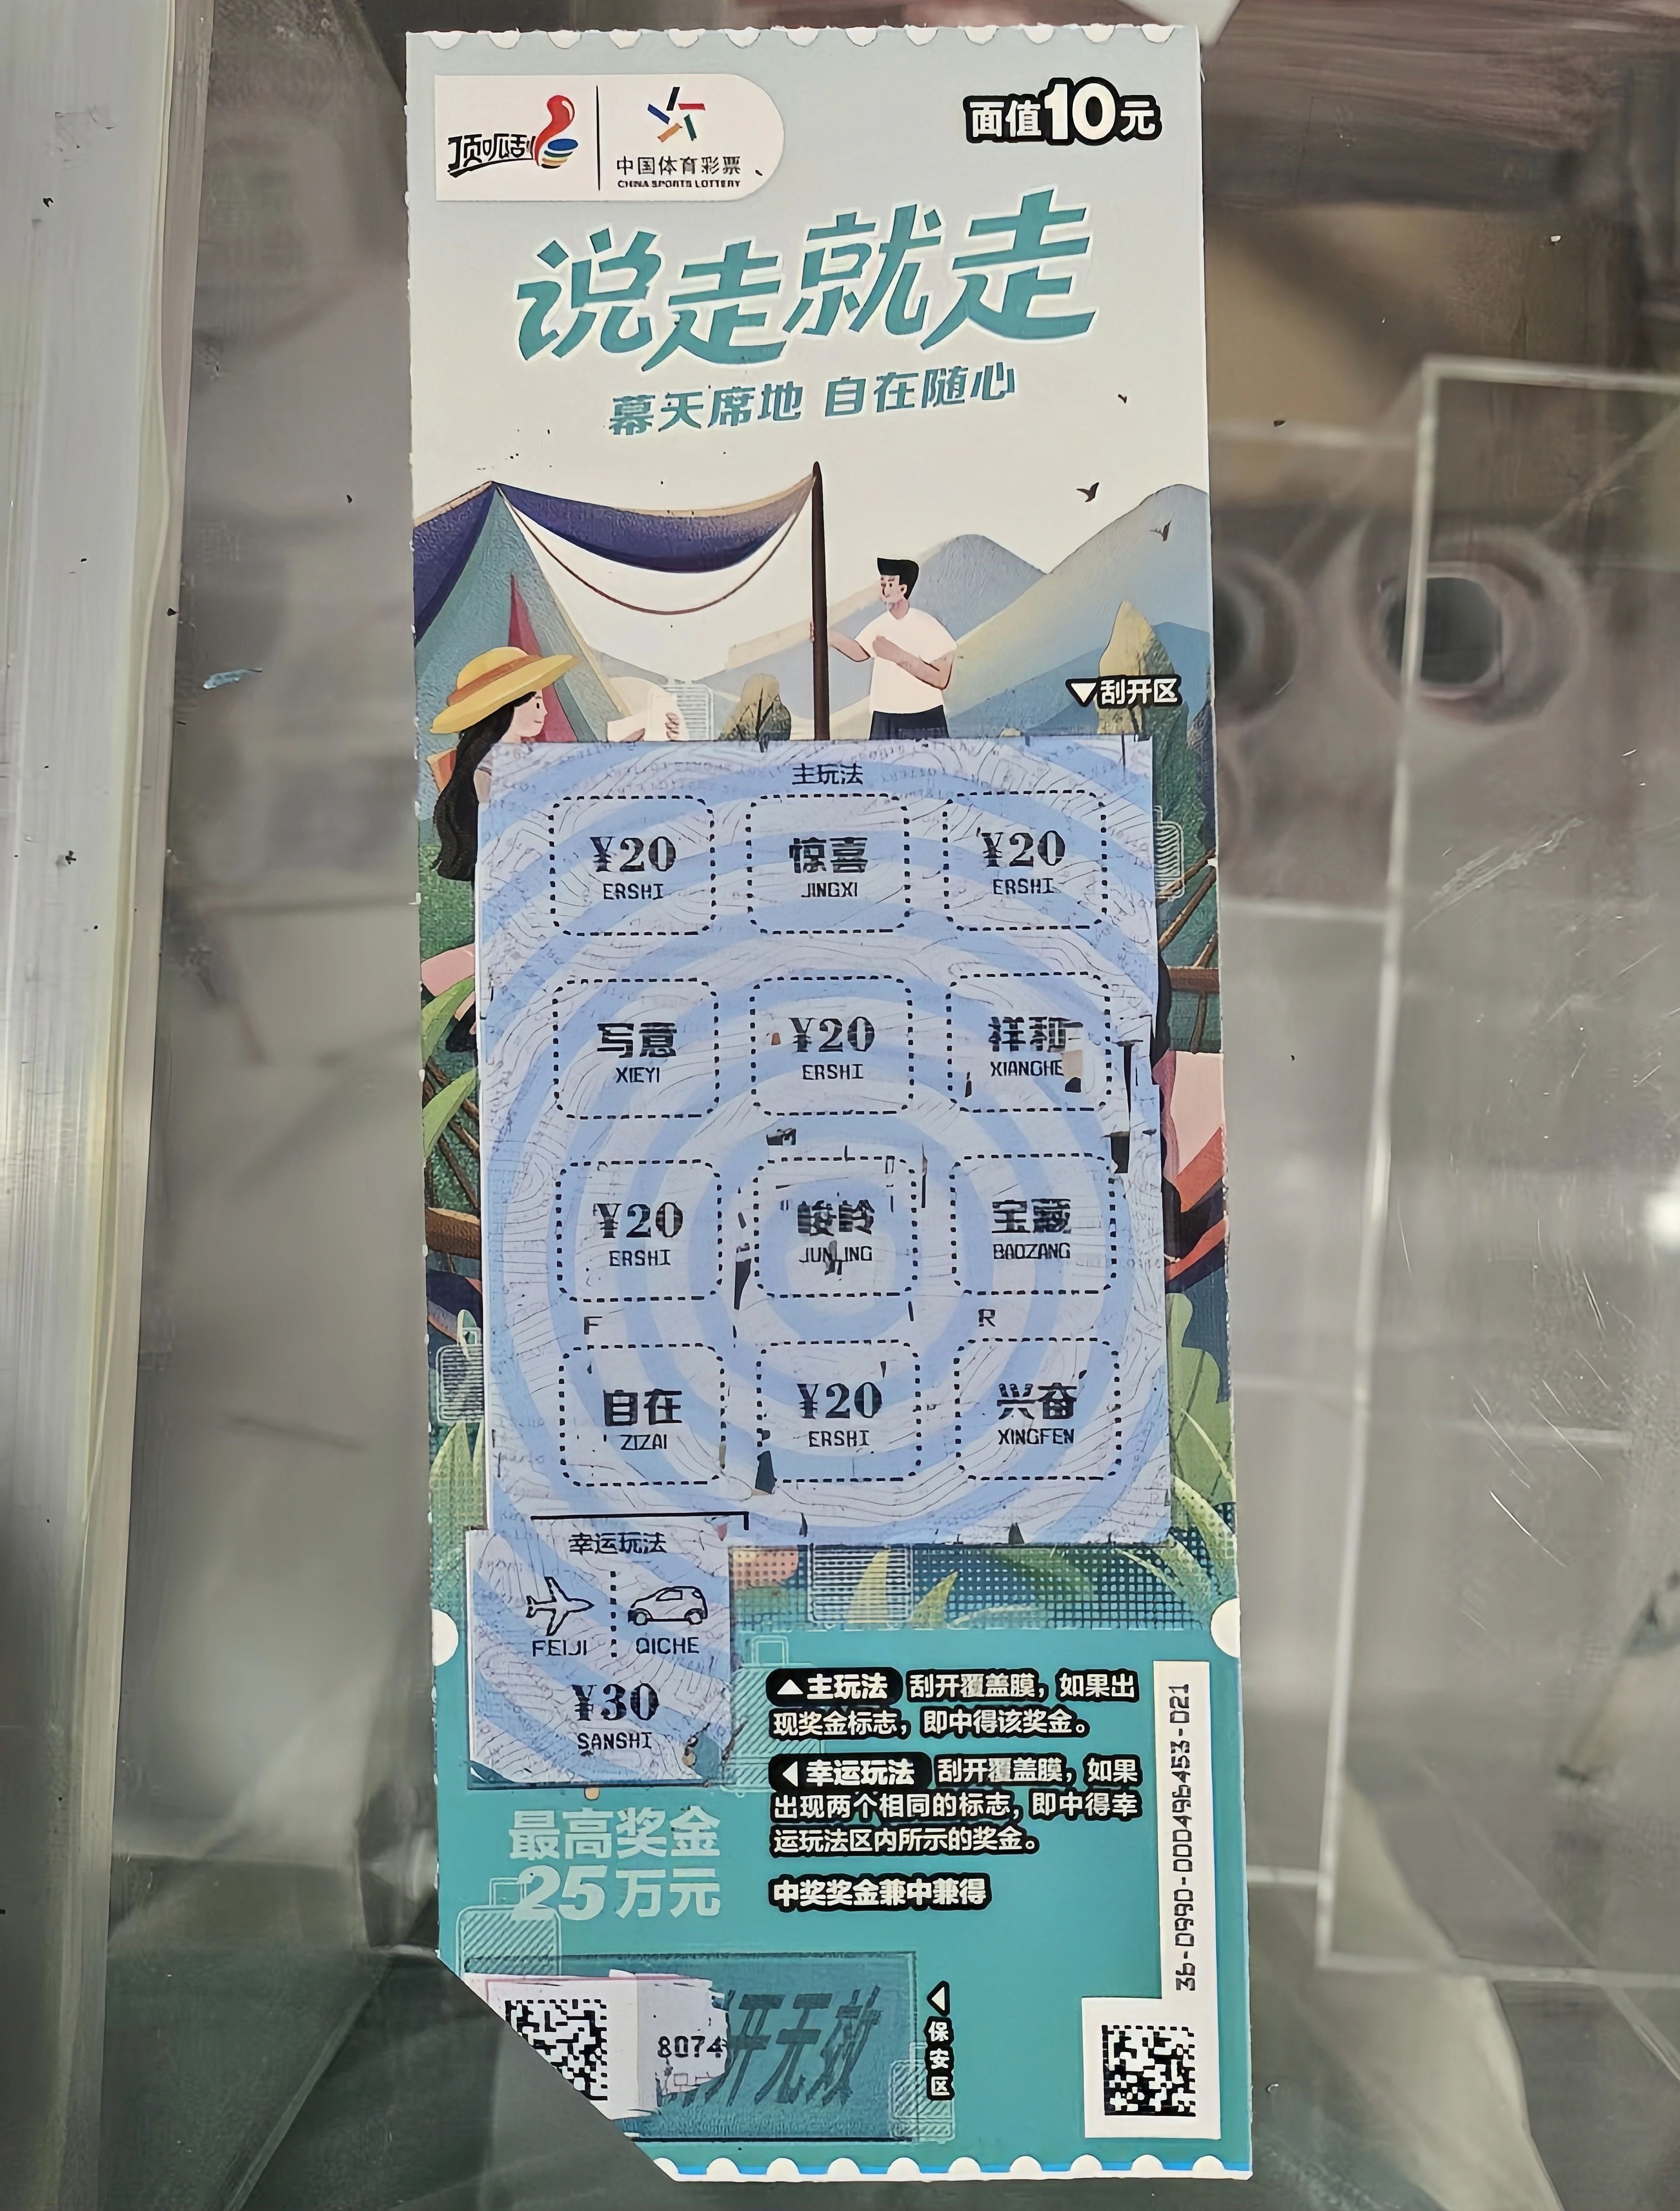 顶呱刮
中国体育彩票
CHINA SPORTS LOTTERY
面值10元
说走就走
幕天席地 自在随心
▼刮开区
主玩法
¥20 惊喜 ¥20
ERSHI JINGXI ERSHI
写意 ¥20 祥和
XIEYI ERSHI XIANGHE
¥20 峻岭 宝藏
ERSHI JUNLING BAOZANG
F R
自在 ¥20 兴奋
ZIZAI ERSHI XINGFEN
幸运玩法
FEIJI QICHE
¥30
SANSHI
▲主玩法 刮开覆盖膜，如果出
现奖金标志，即中得该奖金。
◀幸运玩法 刮开覆盖膜，如果
出现两个相同的标志，即中得幸
运玩法区内所示的奖金。
中奖奖金兼中兼得
最高奖金
25万元
36-0990-000496453-021
8074
开无效
◀保安区